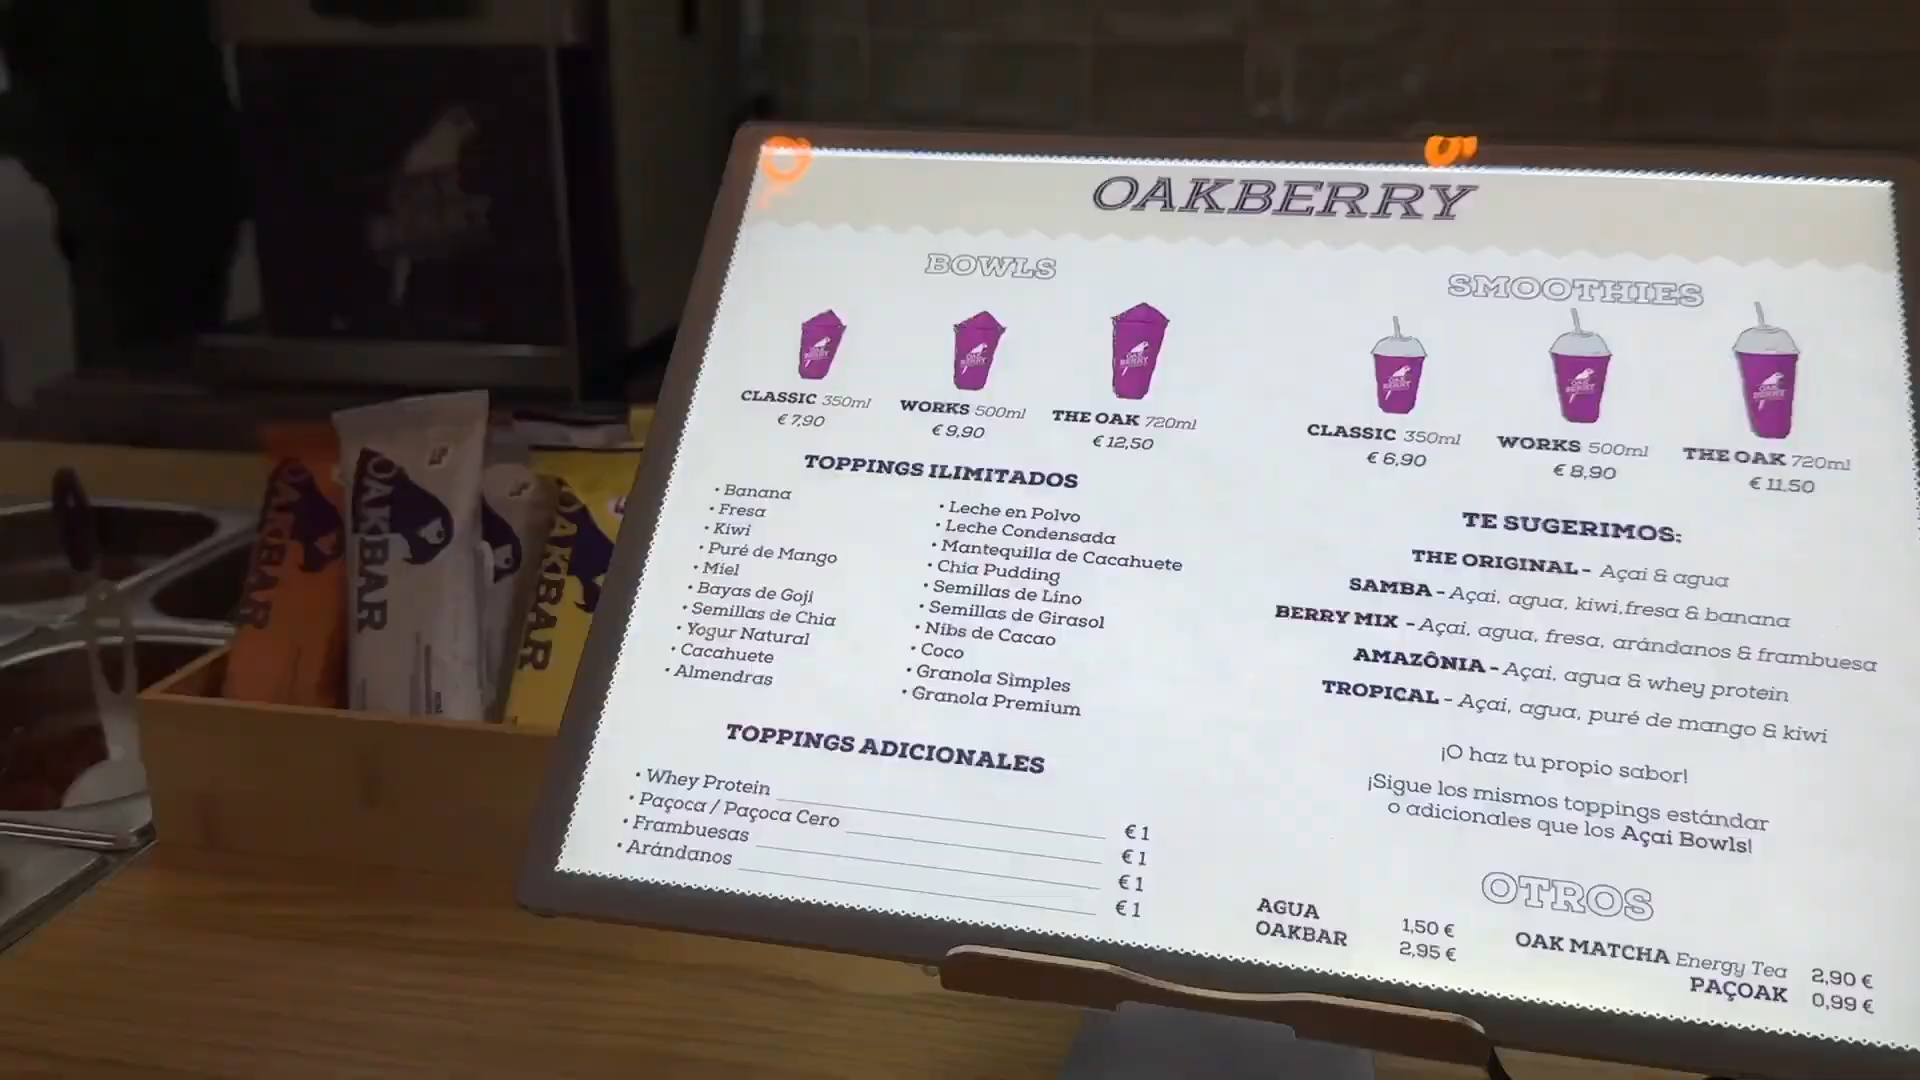 OAKBERRY
BOWLS
CLASSIC 350ml
€ 7,90
WORKS 500ml
€ 9,90
THE OAK 720ml
€ 12,50
TOPPINGS ILIMITADOS
• Banana
• Fresa
• Kiwi
• Puré de Mango
• Miel
• Bayas de Goji
• Semillas de Chia
• Yogur Natural
• Cacahuete
• Almendras
• Leche en Polvo
• Leche Condensada
• Mantequilla de Cacahuete
• Chia Pudding
• Semillas de Lino
• Semillas de Girasol
• Nibs de Cacao
• Coco
• Granola Simples
• Granola Premium
TOPPINGS ADICIONALES
• Whey Protein € 1
• Paçoca / Paçoca Cero € 1
• Frambuesas € 1
• Arándanos € 1
SMOOTHIES
CLASSIC 350ml
€ 6,90
WORKS 500ml
€ 8,90
THE OAK 720ml
€ 11,50
TE SUGERIMOS:
THE ORIGINAL - Açai & agua
SAMBA - Açai, agua, kiwi,fresa & banana
BERRY MIX - Açai, agua, fresa, arándanos & frambuesa
AMAZÔNIA - Açai, agua & whey protein
TROPICAL - Açai, agua, puré de mango & kiwi
¡O haz tu propio sabor!
¡Sigue los mismos toppings estándar
o adicionales que los Açai Bowls!
OTROS
AGUA 1,50 €
OAKBAR 2,95 €
OAK MATCHA Energy Tea 2,90 €
PAÇOAK 0,99 €
OAKBAR
OAKBAR
OAKBAR